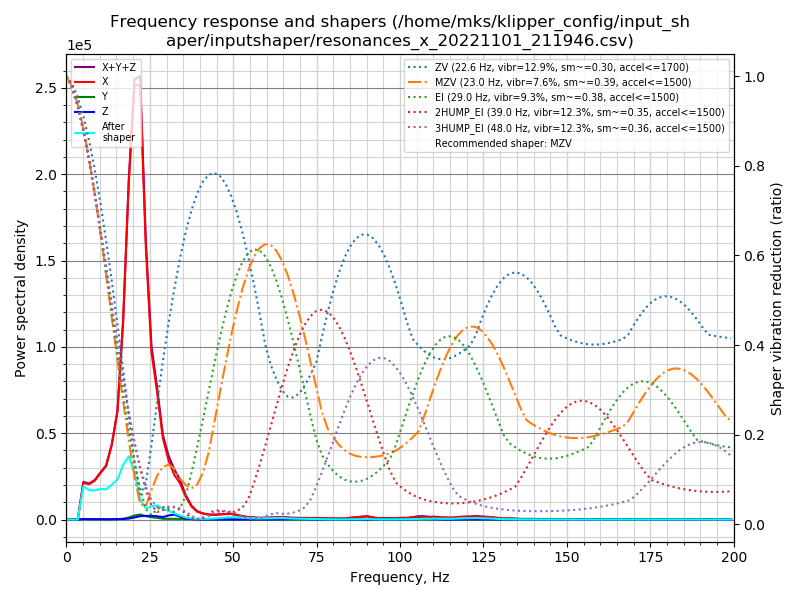 Frequency response and shapers (/home/mks/klipper_config/input_sh
aper/inputshaper/resonances_x_20221101_211946.csv)
1e5
X+Y+Z
X
Y
Z
After
shaper
ZV (22.6 Hz, vibr=12.9%, sm~=0.30, accel<=1700)
MZV (23.0 Hz, vibr=7.6%, sm~=0.39, accel<=1500)
EI (29.0 Hz, vibr=9.3%, sm~=0.38, accel<=1500)
2HUMP_EI (39.0 Hz, vibr=12.3%, sm~=0.35, accel<=1500)
3HUMP_EI (48.0 Hz, vibr=12.3%, sm~=0.36, accel<=1500)
Recommended shaper: MZV
2.5
2.0
1.5
1.0
0.5
0.0
Power spectral density
1.0
0.8
0.6
0.4
0.2
0.0
Shaper vibration reduction (ratio)
0 25 50 75 100 125 150 175 200
Frequency, Hz